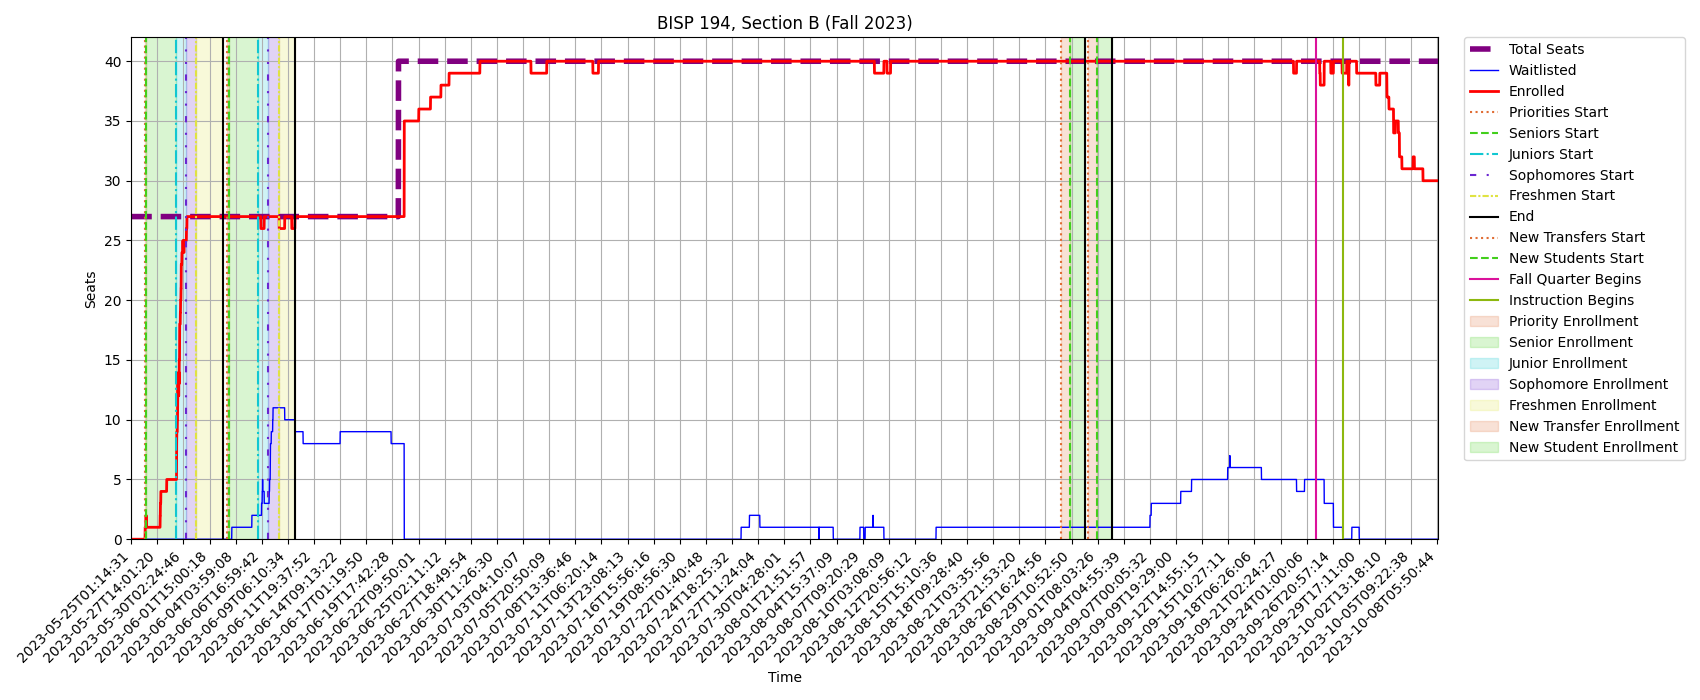 BISP 194, Section B (Fall 2023)
Seats
40
35
30
25
20
15
10
5
0
2023-05-25T01:14:31
2023-05-27T14:01:20
2023-05-30T02:24:46
2023-06-01T15:00:18
2023-06-04T03:59:08
2023-06-06T16:59:42
2023-06-09T06:10:34
2023-06-11T19:37:52
2023-06-14T09:13:22
2023-06-17T01:19:50
2023-06-19T17:42:28
2023-06-22T09:50:01
2023-06-25T02:11:12
2023-06-27T18:49:54
2023-06-30T11:26:30
2023-07-03T04:10:07
2023-07-05T20:50:09
2023-07-08T13:36:46
2023-07-11T06:20:14
2023-07-13T23:08:13
2023-07-16T15:56:16
2023-07-19T08:56:30
2023-07-22T01:40:48
2023-07-24T18:25:32
2023-07-27T11:24:04
2023-07-30T04:28:01
2023-08-01T21:51:57
2023-08-04T15:37:09
2023-08-07T09:20:29
2023-08-10T03:08:09
2023-08-12T20:56:12
2023-08-15T15:10:36
2023-08-18T09:28:40
2023-08-21T03:35:56
2023-08-23T21:53:20
2023-08-26T16:24:56
2023-08-29T10:52:50
2023-09-01T08:03:26
2023-09-04T04:55:39
2023-09-07T00:05:32
2023-09-09T19:29:00
2023-09-12T14:55:15
2023-09-15T10:27:11
2023-09-18T06:26:06
2023-09-21T02:24:27
2023-09-24T01:00:06
2023-09-26T20:57:14
2023-09-29T17:11:00
2023-10-02T13:18:10
2023-10-05T09:22:38
2023-10-08T05:50:44
Time
Total Seats
Waitlisted
Enrolled
Priorities Start
Seniors Start
Juniors Start
Sophomores Start
Freshmen Start
End
New Transfers Start
New Students Start
Fall Quarter Begins
Instruction Begins
Priority Enrollment
Senior Enrollment
Junior Enrollment
Sophomore Enrollment
Freshmen Enrollment
New Transfer Enrollment
New Student Enrollment